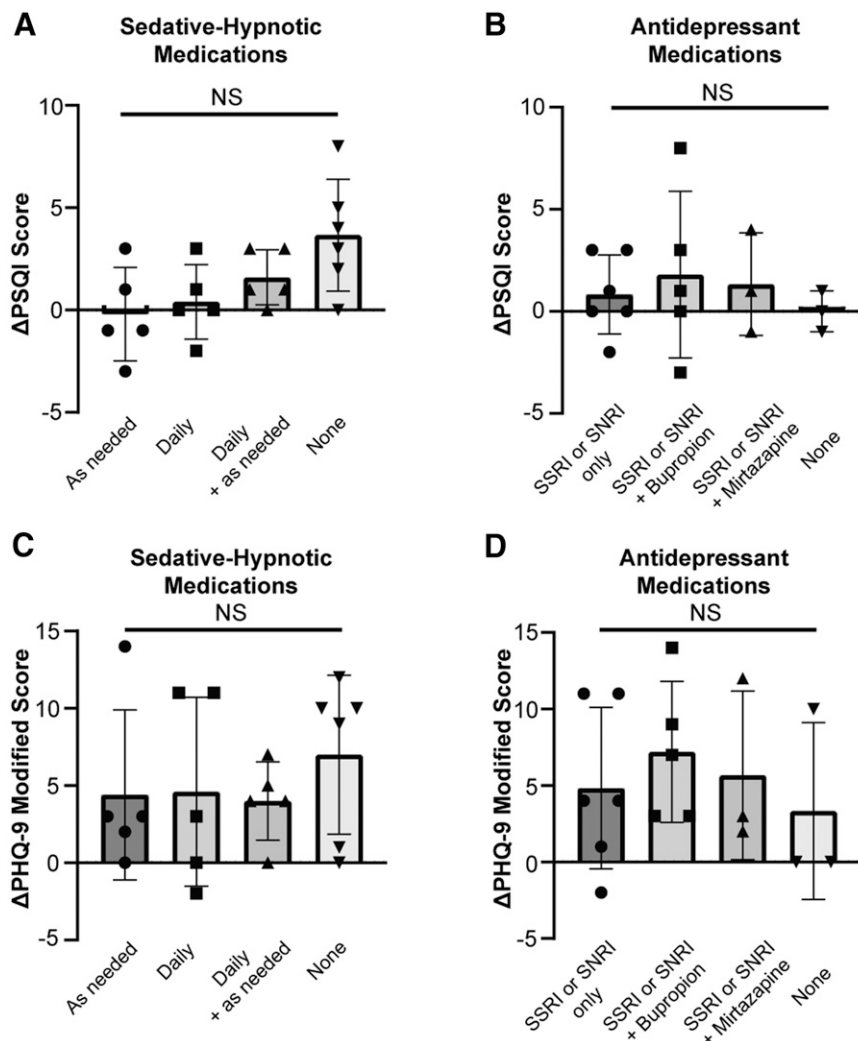 A
Sedative-Hypnotic
Medications
NS
ΔPSQI Score
10
5
0
-5
As needed
Daily
Daily
+ as needed
None
B
Antidepressant
Medications
NS
ΔPSQI Score
10
5
0
-5
SSRI or SNRI
only
SSRI or SNRI
+ Bupropion
SSRI or SNRI
+ Mirtazapine
None
C
Sedative-Hypnotic
Medications
NS
ΔPHQ-9 Modified Score
15
10
5
0
-5
As needed
Daily
Daily
+ as needed
None
D
Antidepressant
Medications
NS
ΔPHQ-9 Modified Score
15
10
5
0
-5
SSRI or SNRI
only
SSRI or SNRI
+ Bupropion
SSRI or SNRI
+ Mirtazapine
None